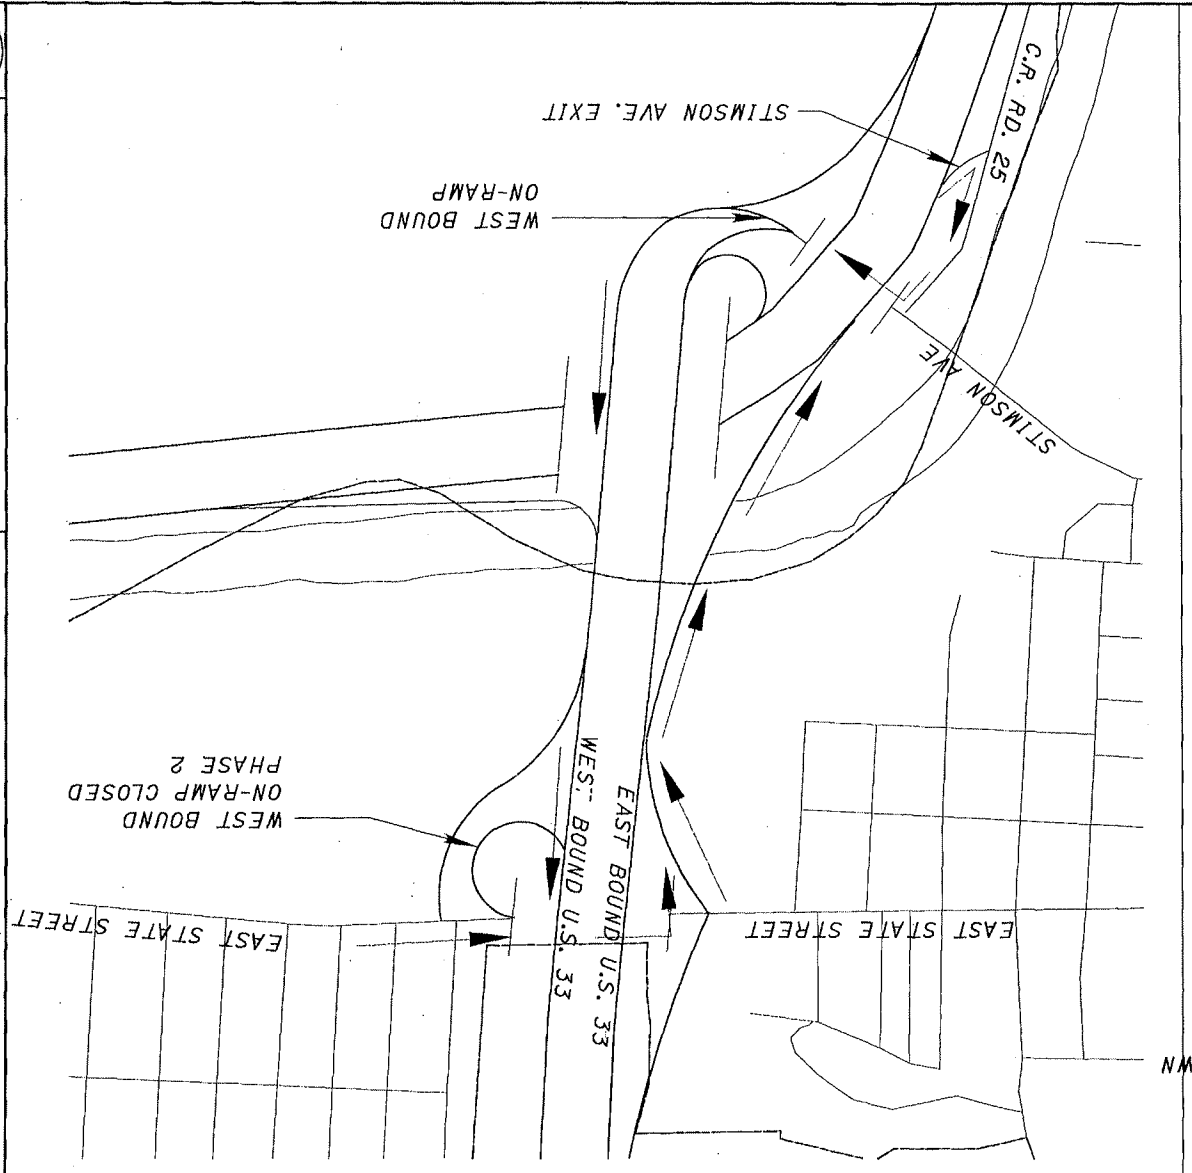 EAST STATE STREET
EAST BOUND U.S. 33
WEST BOUND U.S. 33
EAST STATE STREET
WEST BOUND
ON-RAMP CLOSED
PHASE 2
STIMSON AVE
WEST BOUND
ON-RAMP
STIMSON AVE. EXIT
C.R. RD. 25